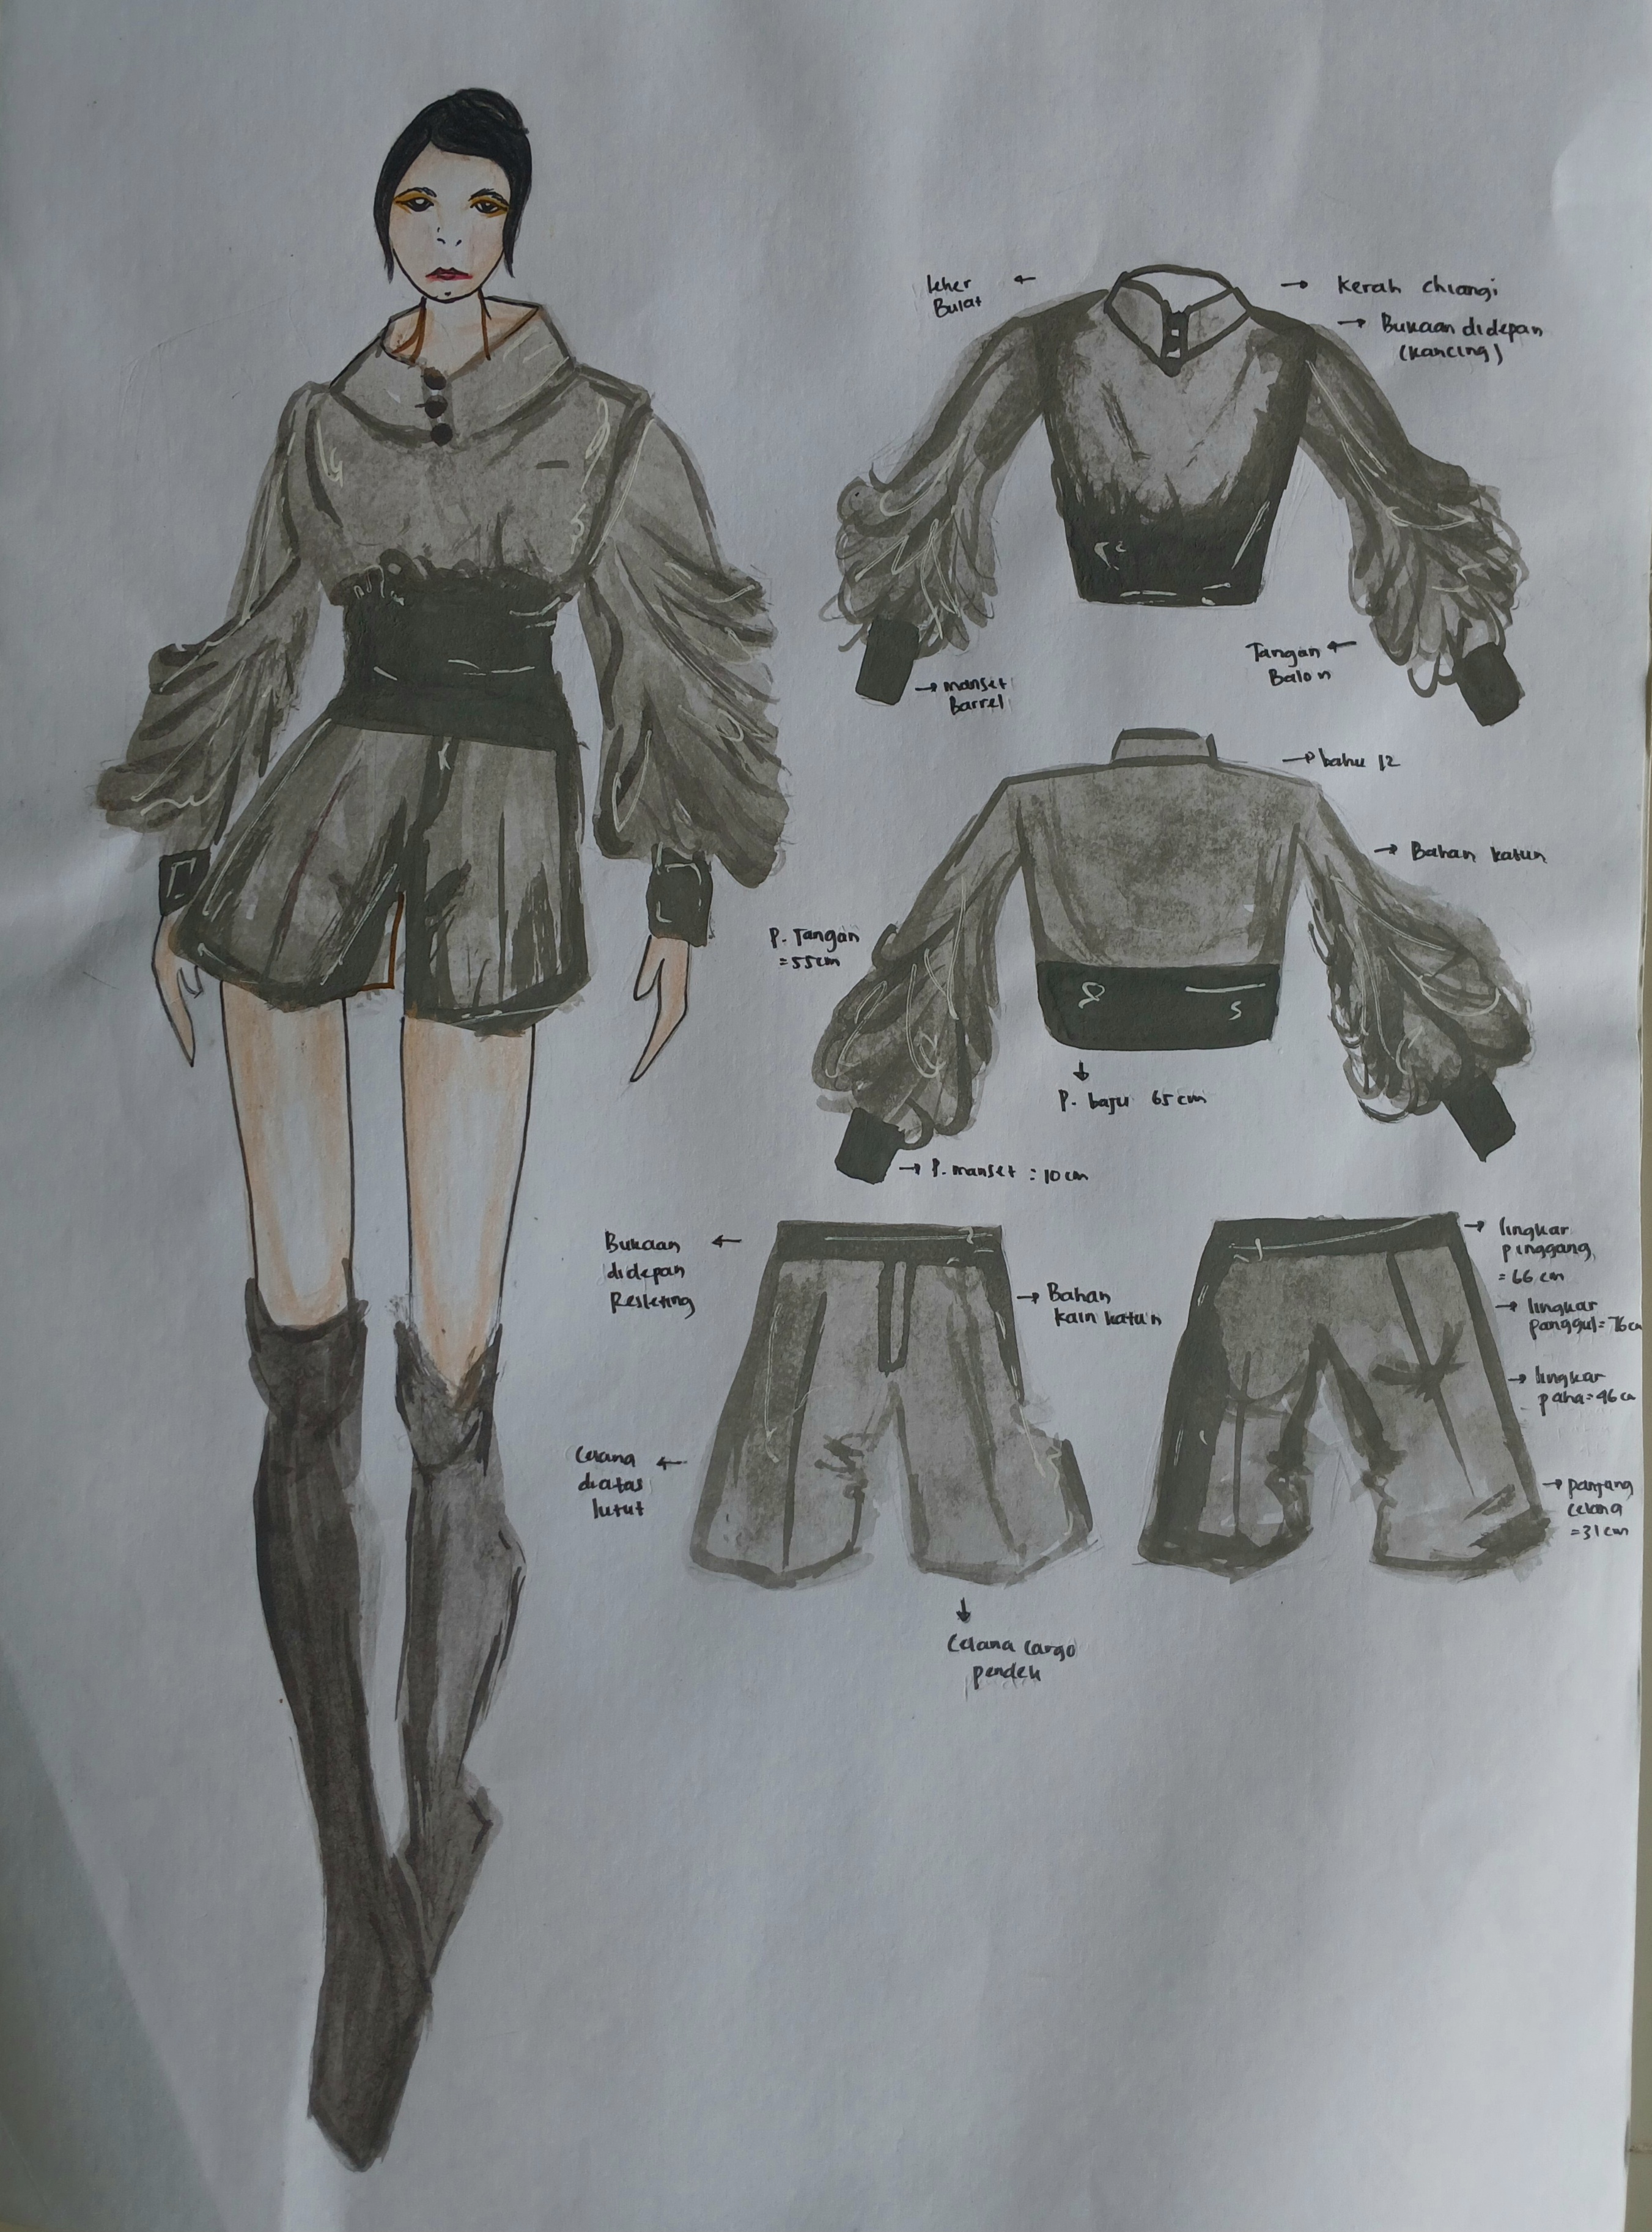 leher
Bulat
Kerah chiangi
Bukaan didepan
(kancing)
Tangan
Balon
manset
Barrel
bahu 12
Bahan katun
P. Tangan
= 55cm
P. baju 65 cm
P. manset : 10 cm
Bukaan
didepan
Resleting
Bahan
kain katun
lingkar
pinggang
= 66 cm
lingkar
panggul = 76 cm
lingkar
paha = 46 cm
Celana
diatas
lutut
panjang
celana
= 31 cm
Celana cargo
pendek